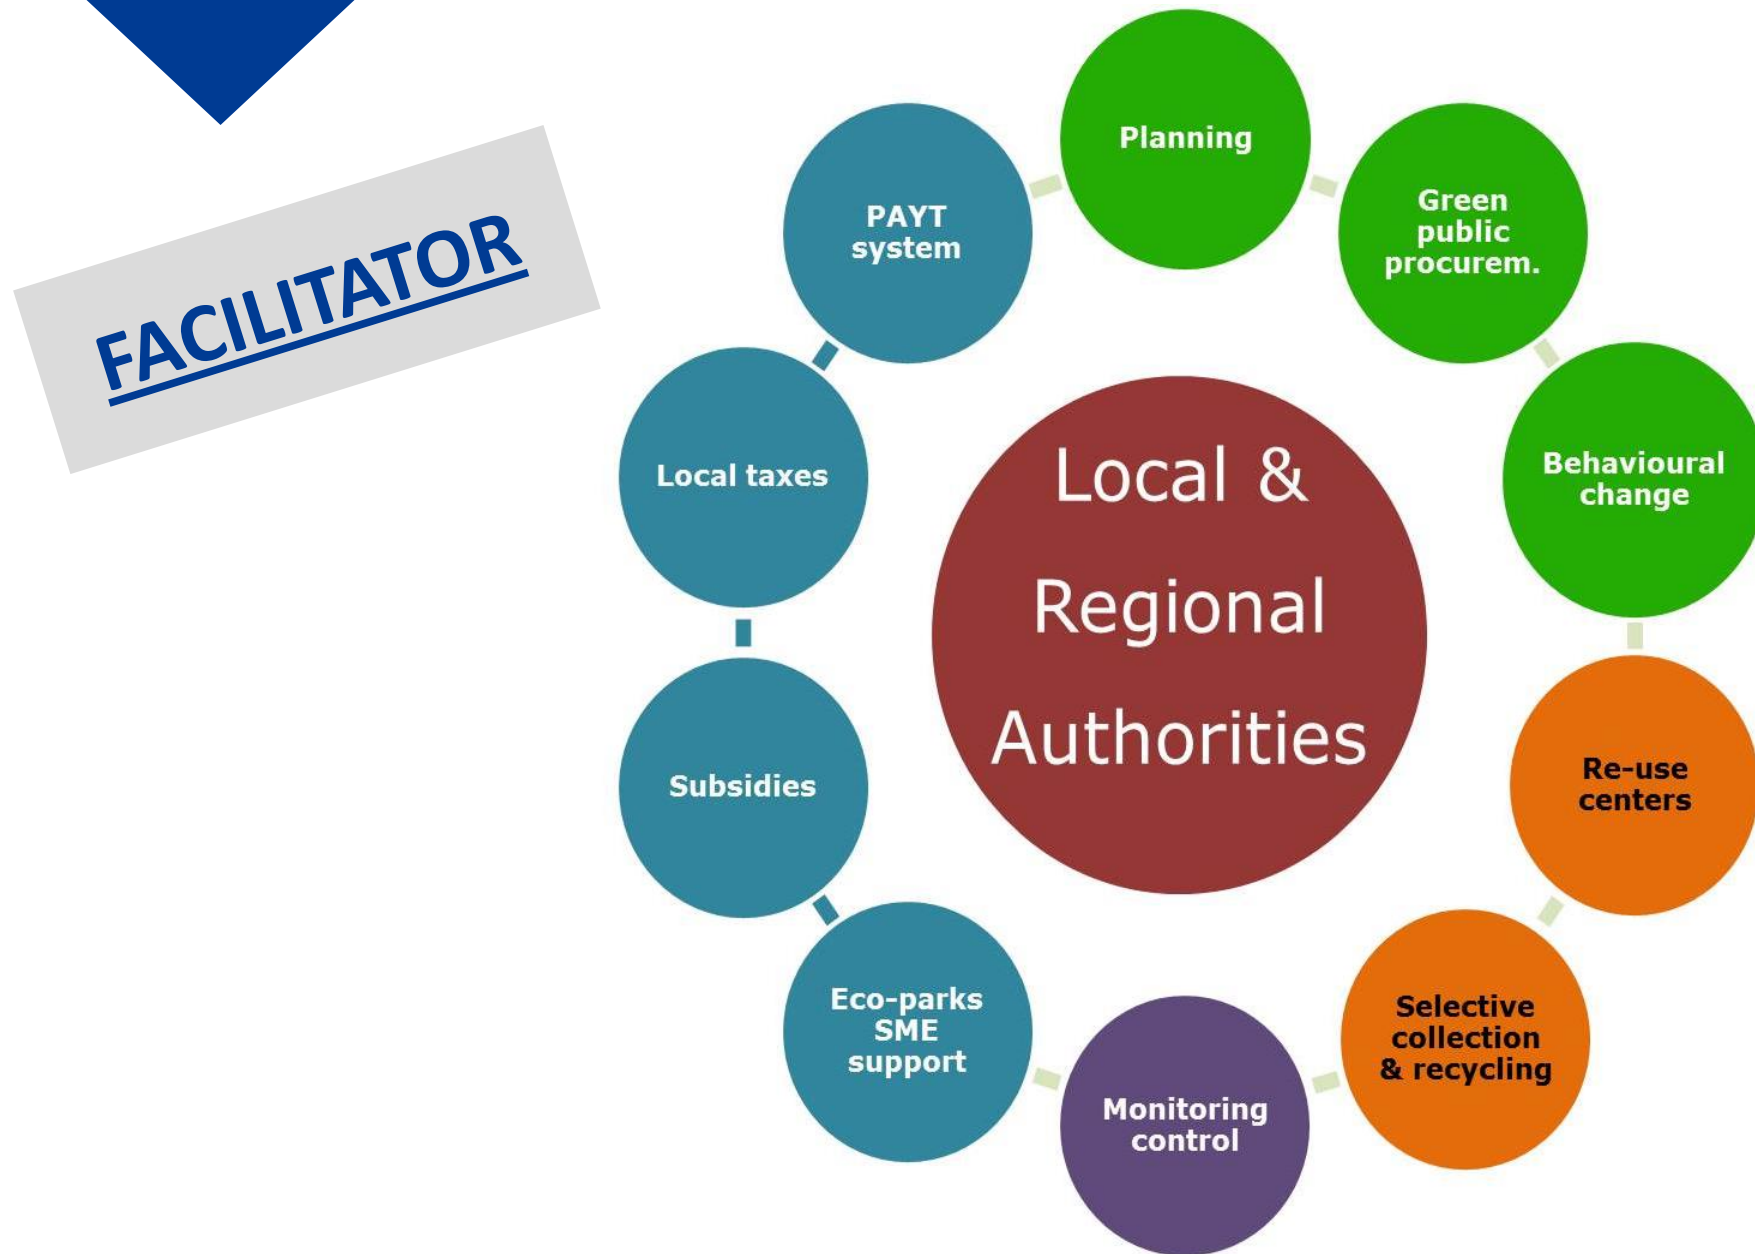 FACILITATOR
Planning
Green
public
procurem.
Behavioural
change
Re-use
centers
Selective
collection
& recycling
Monitoring
control
Eco-parks
SME
support
Subsidies
Local taxes
PAYT
system
Local &
Regional
Authorities